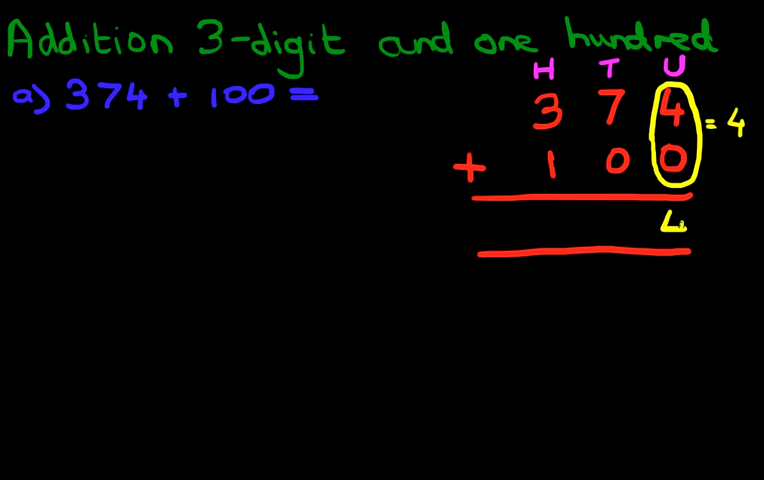 Addition 3-digit and one hundred
a) 374 + 100 =
H T U
3 7 4 = 4
+ 1 0 0
4